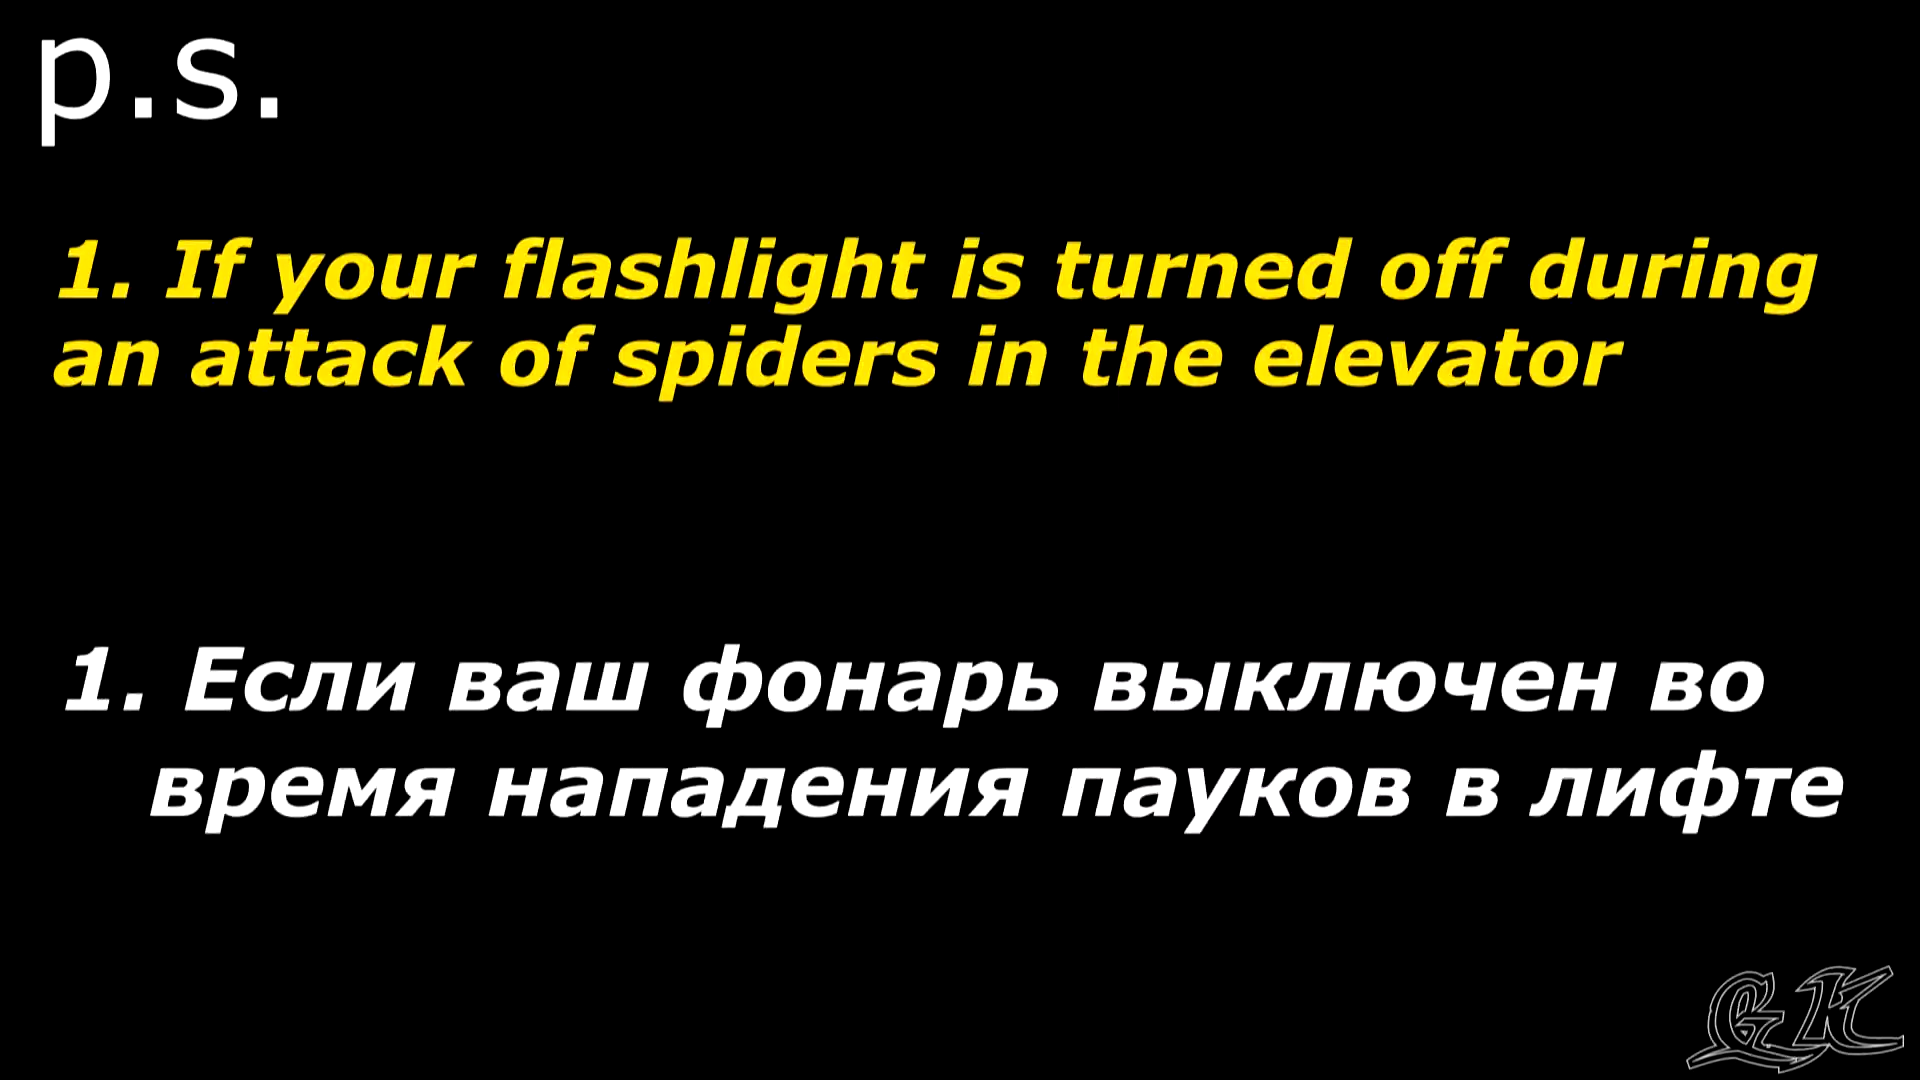 p.s.
1. If your flashlight is turned off during
an attack of spiders in the elevator
1. Если ваш фонарь выключен во
время нападения пауков в лифте
GK